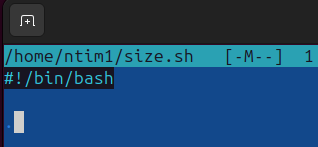 /home/ntim1/size.sh [-M--] 1
#!/bin/bash
.